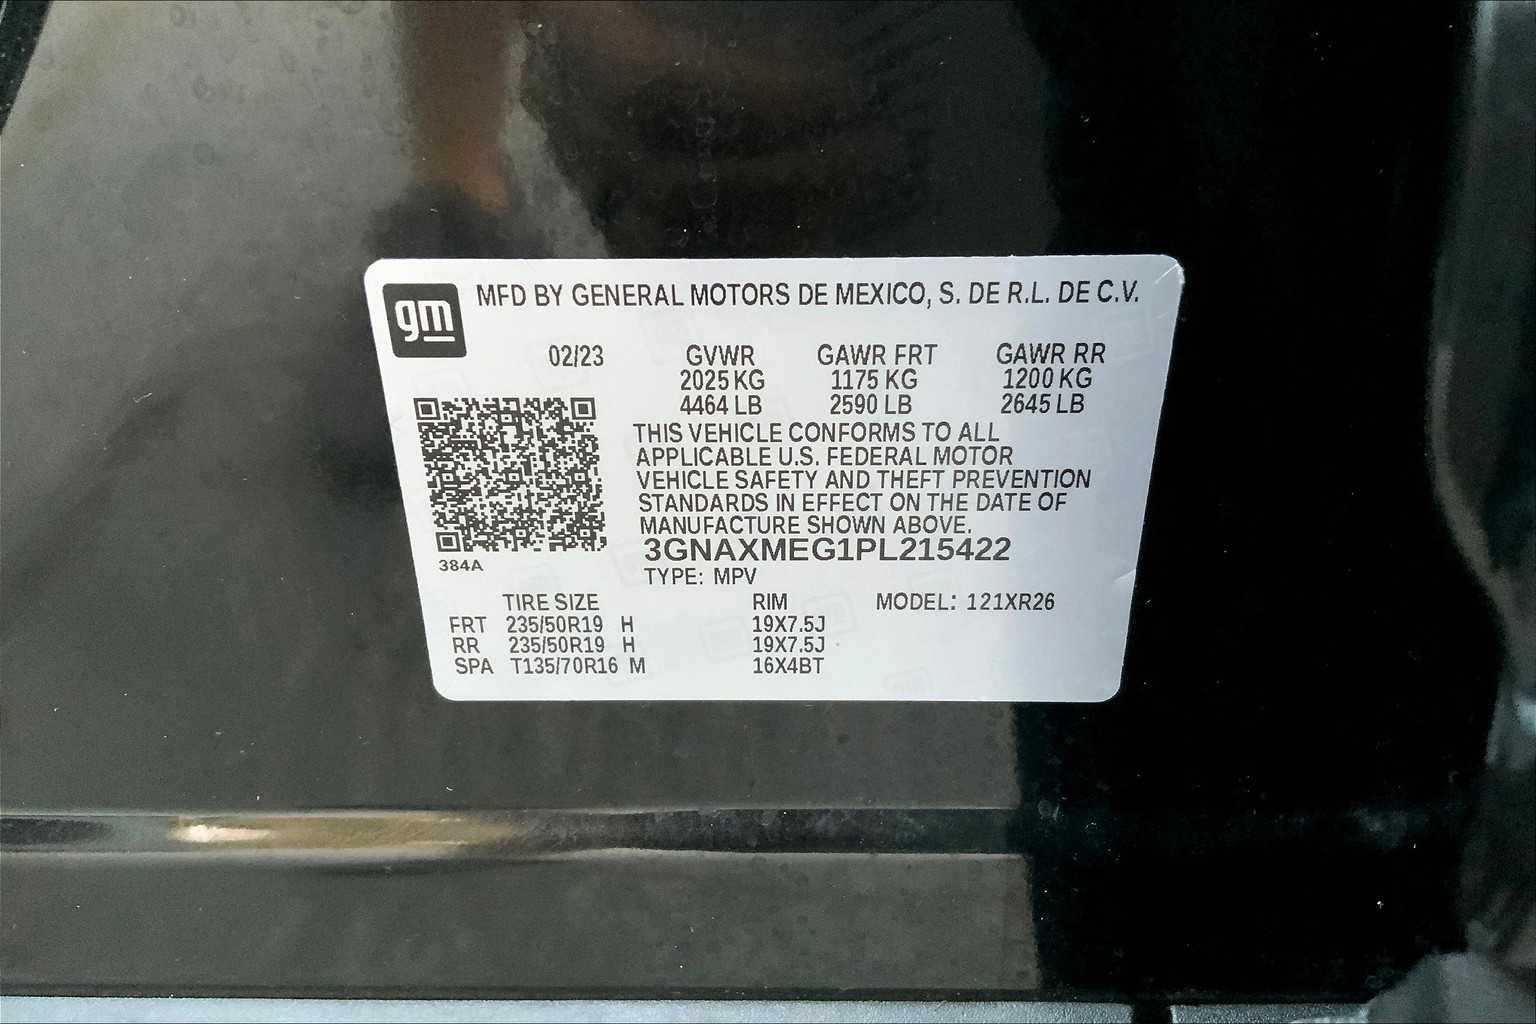 gm MFD BY GENERAL MOTORS DE MEXICO, S. DE R.L. DE C.V.
02/23 GVWR GAWR FRT GAWR RR
2025 KG 1175 KG 1200 KG
4464 LB 2590 LB 2645 LB
THIS VEHICLE CONFORMS TO ALL
APPLICABLE U.S. FEDERAL MOTOR
VEHICLE SAFETY AND THEFT PREVENTION
STANDARDS IN EFFECT ON THE DATE OF
MANUFACTURE SHOWN ABOVE.
3GNAXMEG1PL215422
384A
TYPE: MPV
TIRE SIZE RIM MODEL: 121XR26
FRT 235/50R19 H 19X7.5J
RR 235/50R19 H 19X7.5J
SPA T135/70R16 M 16X4BT